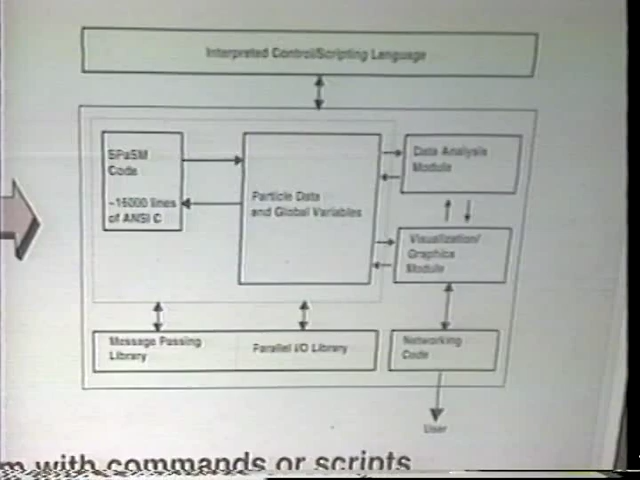 Interpreted Control/Scripting Language
SPaSM
Code
~15000 lines
of ANSI C
Particle Data
and Global Variables
Data Analysis
Module
Visualization/
Graphics
Module
Message Passing
Library
Parallel I/O Library
Networking
Code
User
m with commands or scripts